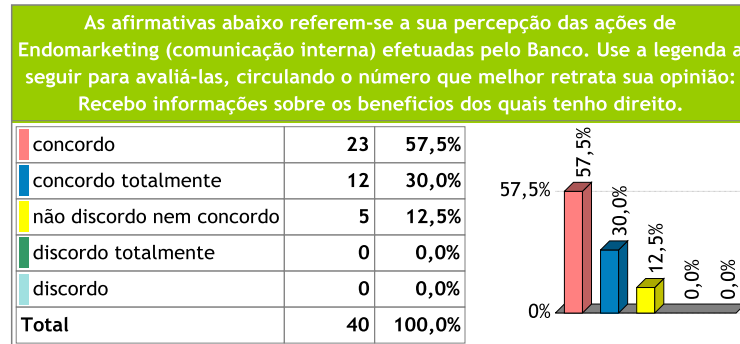 As afirmativas abaixo referem-se a sua percepção das ações de
Endomarketing (comunicação interna) efetuadas pelo Banco. Use a legenda a
seguir para avaliá-las, circulando o número que melhor retrata sua opinião:
Recebo informações sobre os beneficios dos quais tenho direito.
concordo 23 57,5%
concordo totalmente 12 30,0%
não discordo nem concordo 5 12,5%
discordo totalmente 0 0,0%
discordo 0 0,0%
Total 40 100,0%
57,5%
0%
57,5%
30,0%
12,5%
0,0%
0,0%